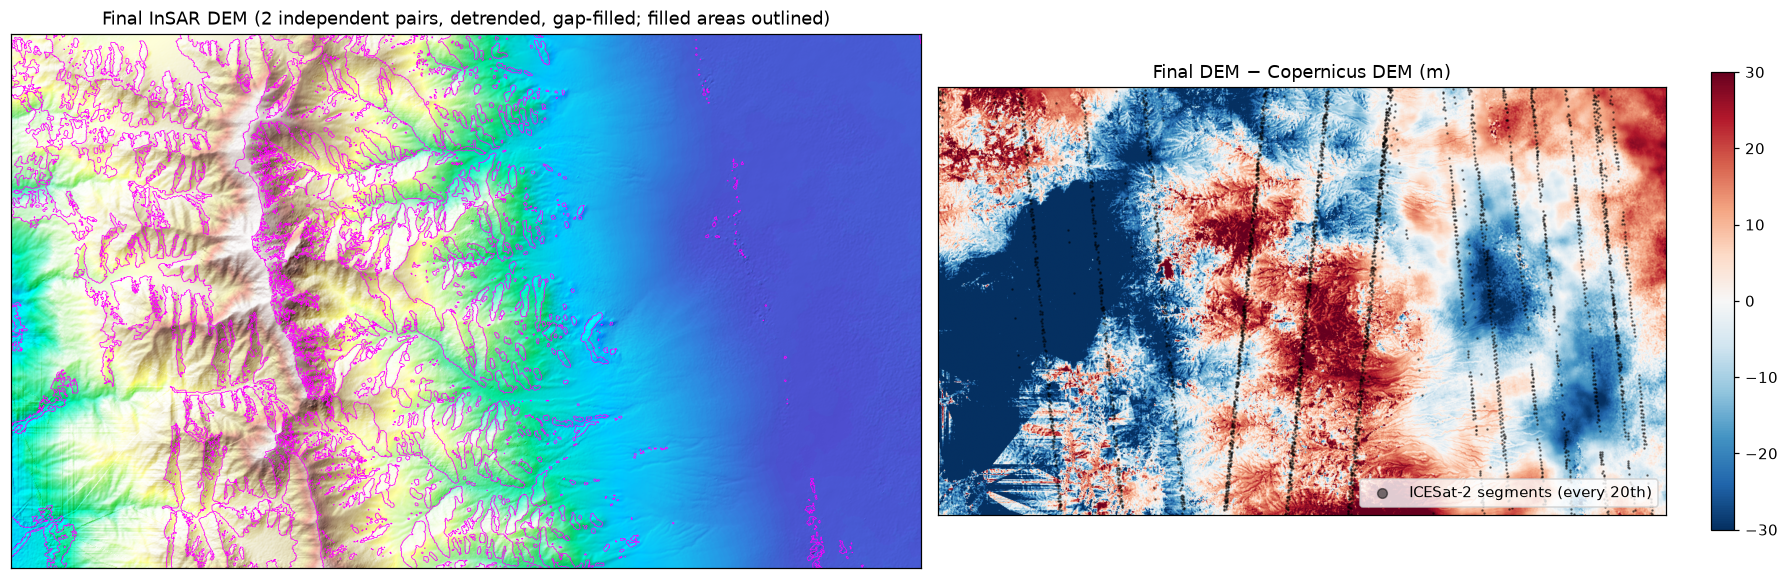 Final InSAR DEM (2 independent pairs, detrended, gap-filled; filled areas outlined)
Final DEM − Copernicus DEM (m)
ICESat-2 segments (every 20th)
30
20
10
0
−10
−20
−30